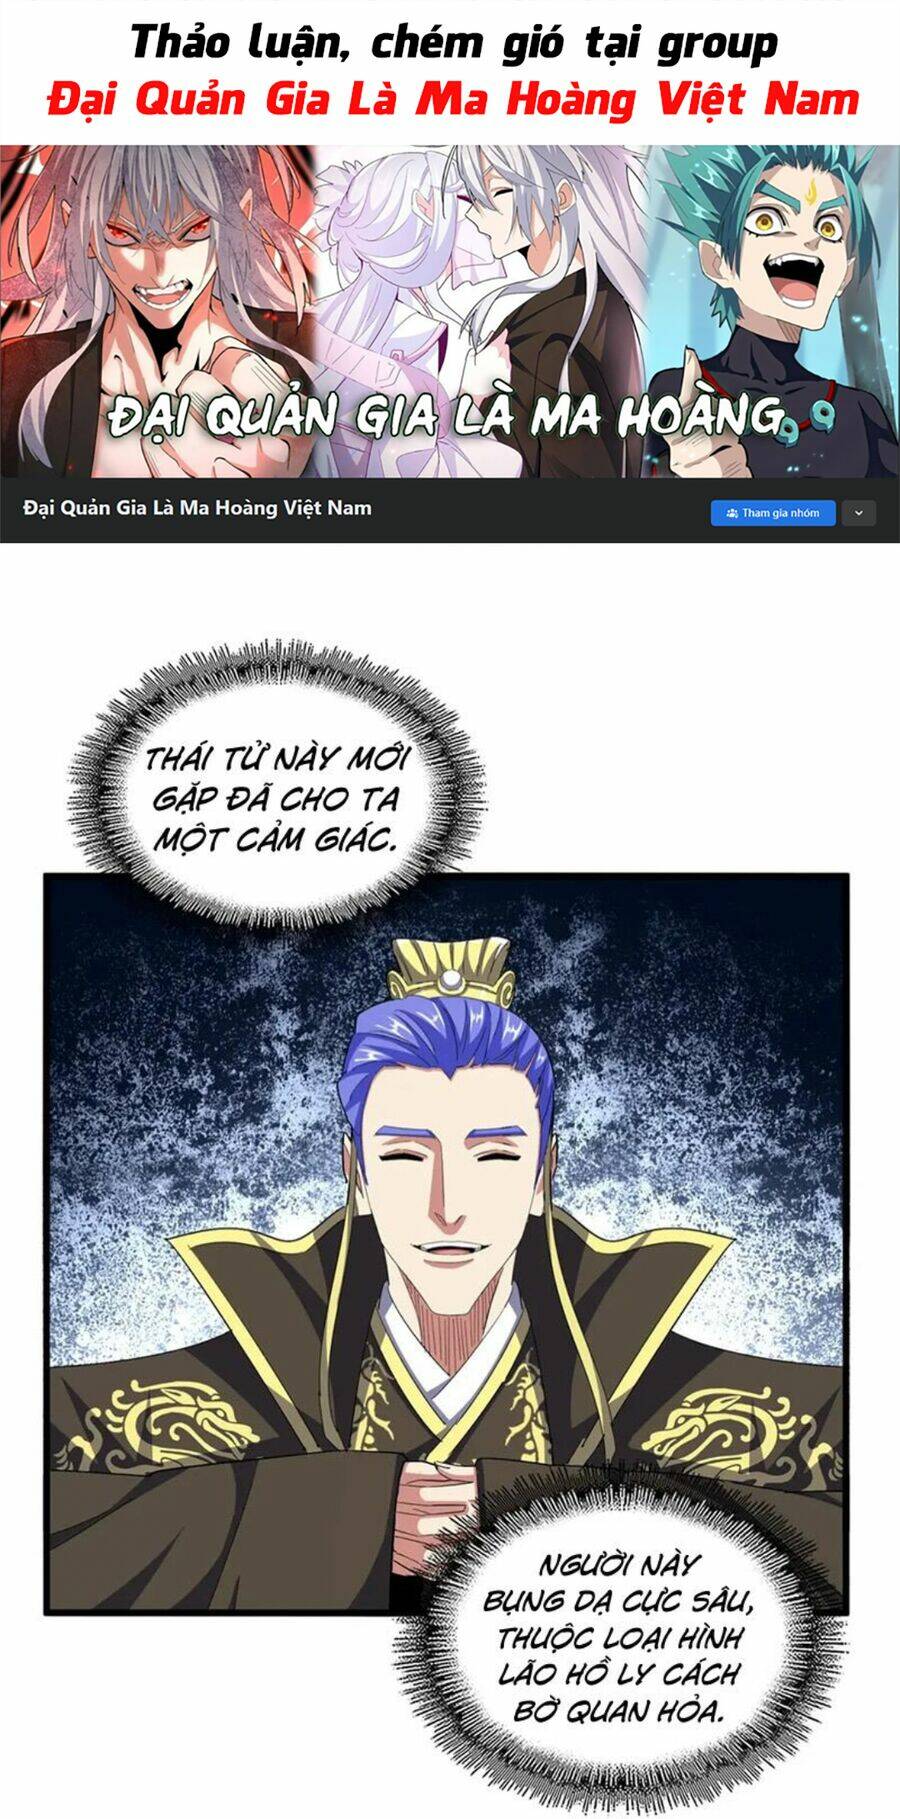 Thảo luận, chém gió tại group
Đại Quản Gia Là Ma Hoàng Việt Nam
ĐẠI QUẢN GIA LÀ MA HOÀNG
Đại Quản Gia Là Ma Hoàng Việt Nam
Tham gia nhóm
THÁI TỬ NÀY MỚI
GẶP ĐÃ CHO TA
MỘT CẢM GIÁC.
NGƯỜI NÀY
BỤNG DẠ CỰC SÂU,
THUỘC LOẠI HÌNH
LÃO HỒ LY CÁCH
BỜ QUAN HỎA.